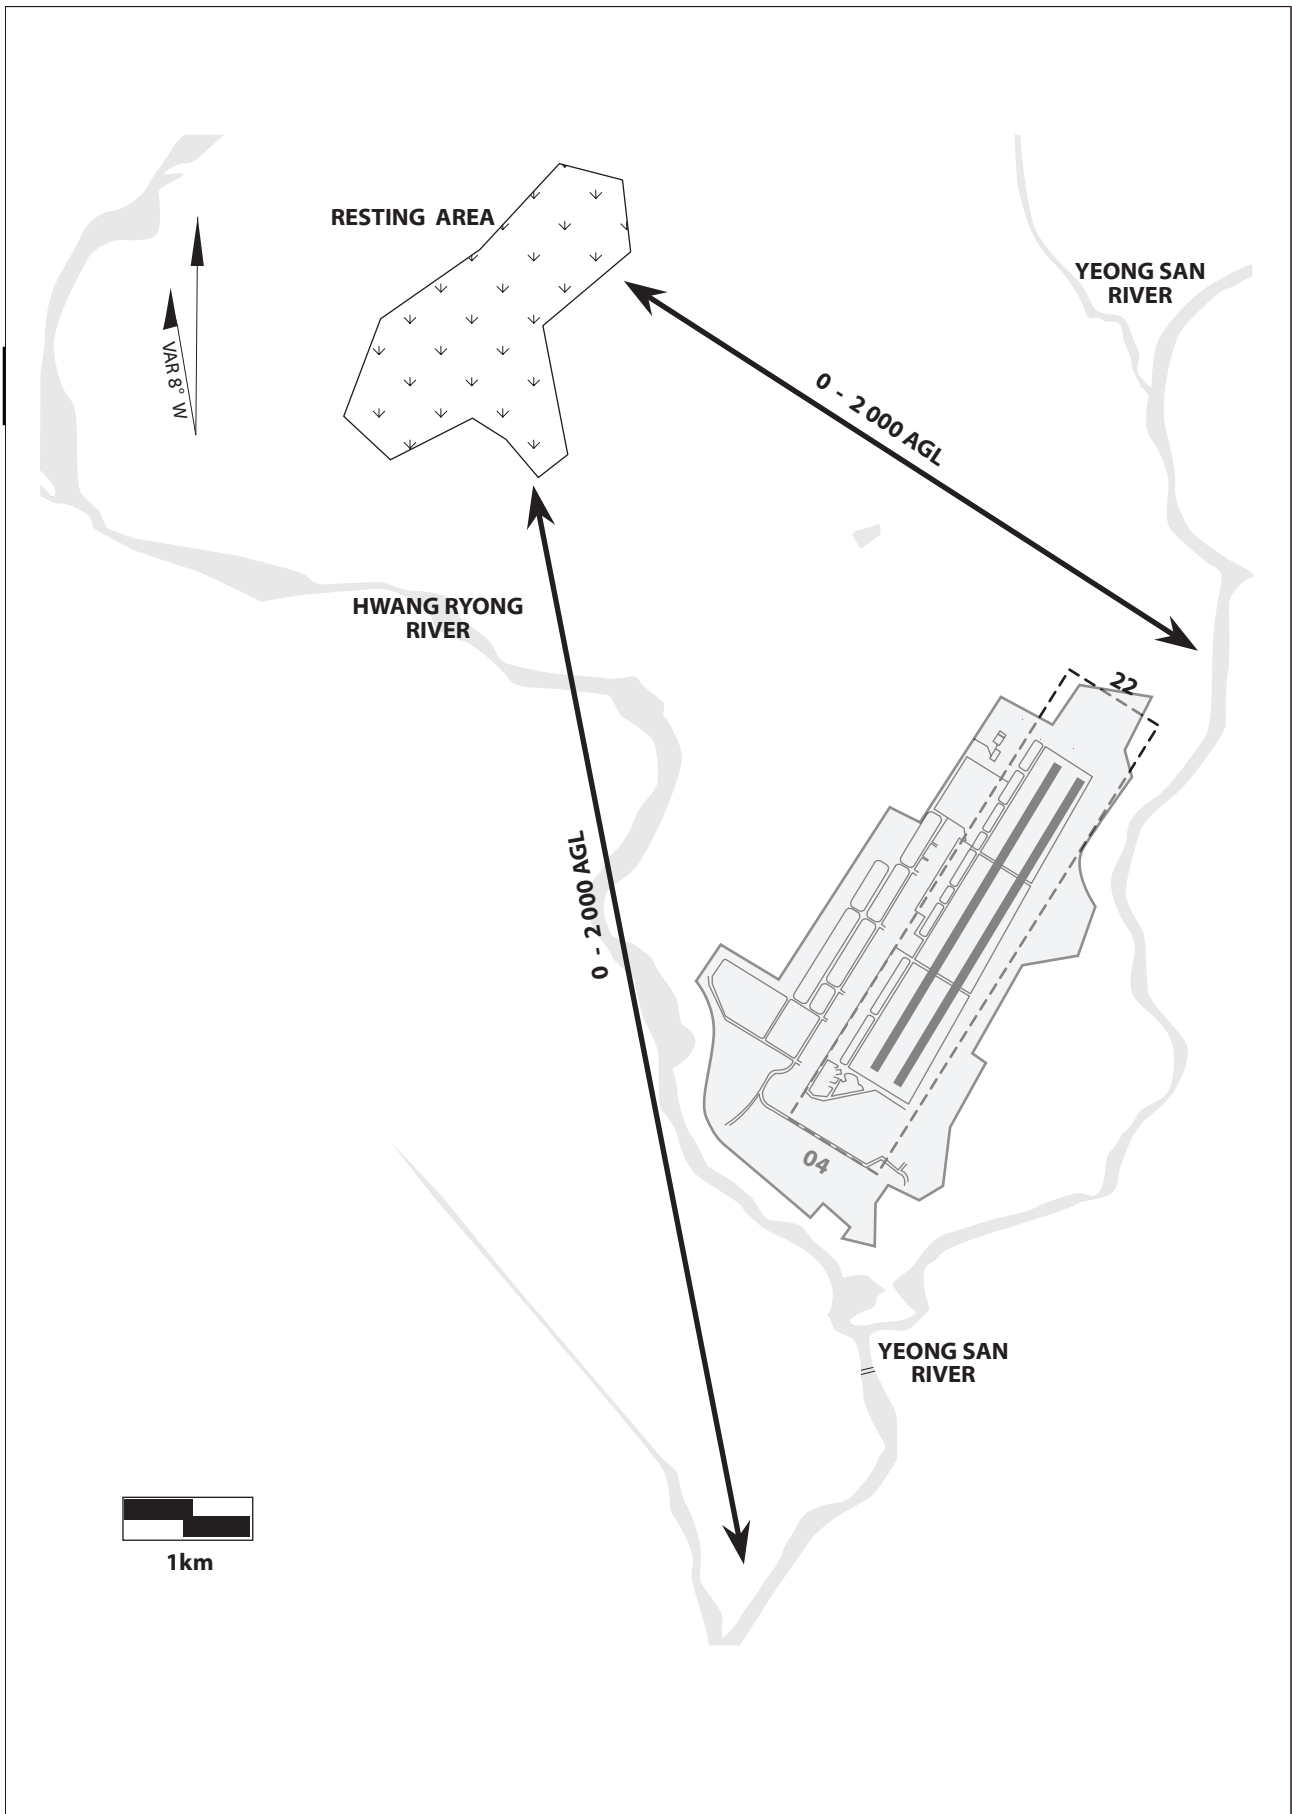 RESTING AREA
YEONG SAN
RIVER
VAR 8° W
0 - 2 000 AGL
HWANG RYONG
RIVER
22
0 - 2 000 AGL
04
YEONG SAN
RIVER
1km